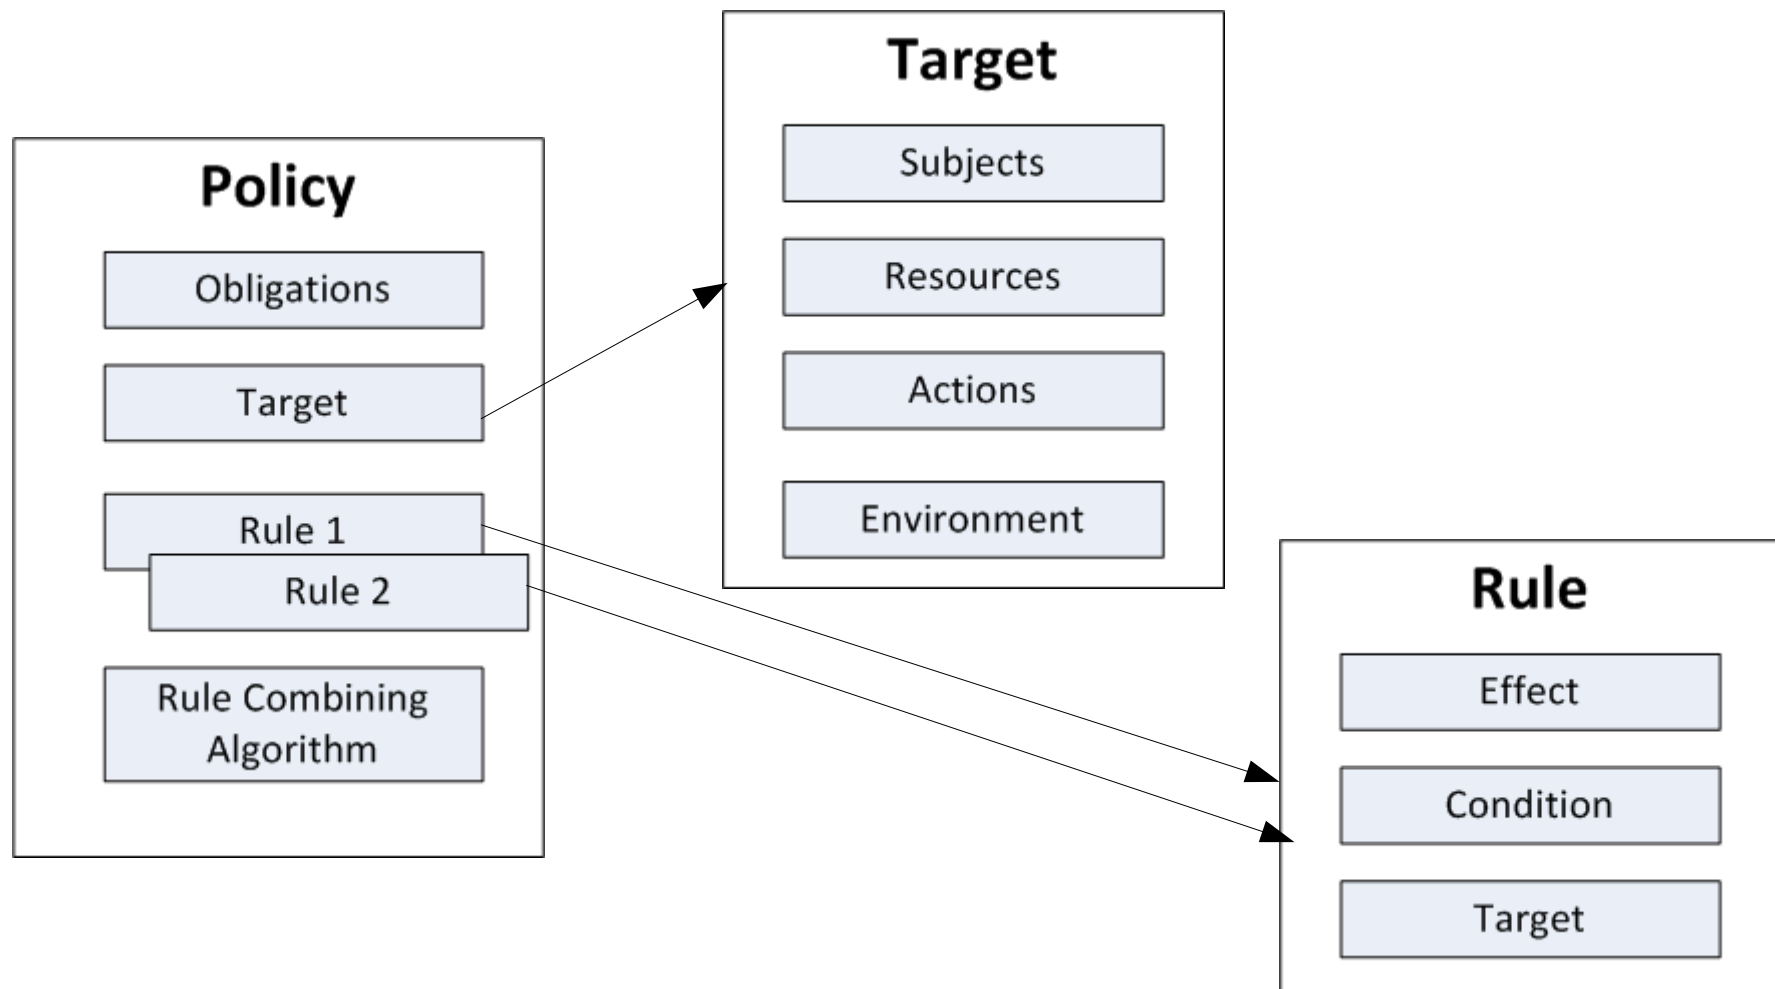 Policy
Obligations
Target
Rule 1
Rule 2
Rule Combining
Algorithm
Target
Subjects
Resources
Actions
Environment
Rule
Effect
Condition
Target